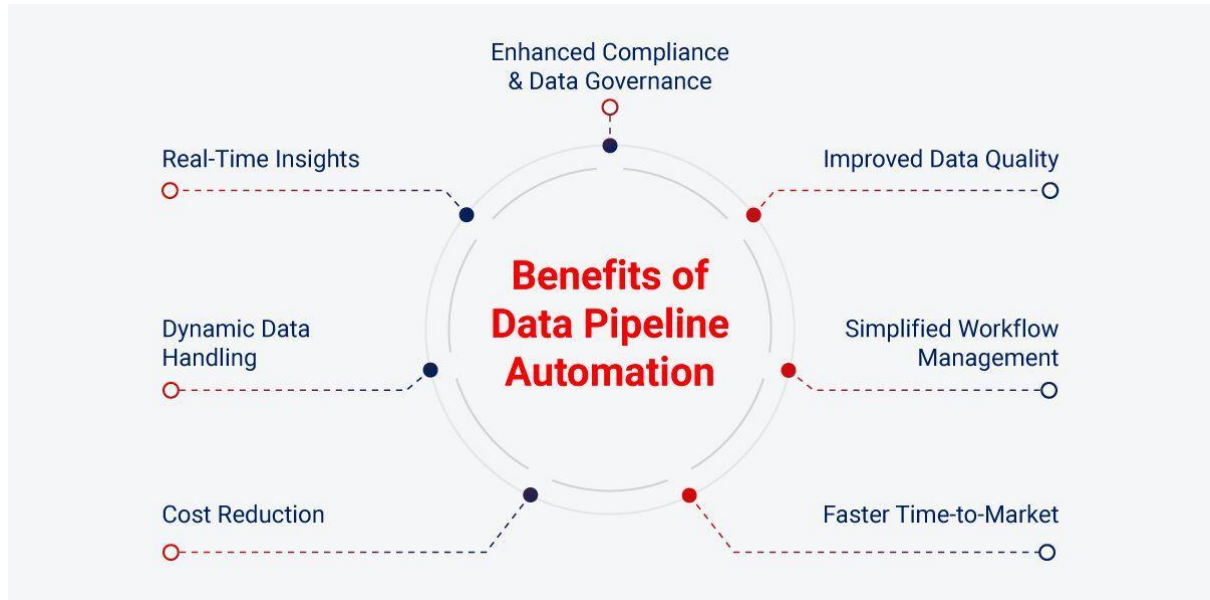 Enhanced Compliance
& Data Governance
Real-Time Insights
Improved Data Quality
Benefits of
Data Pipeline
Automation
Dynamic Data
Handling
Simplified Workflow
Management
Cost Reduction
Faster Time-to-Market